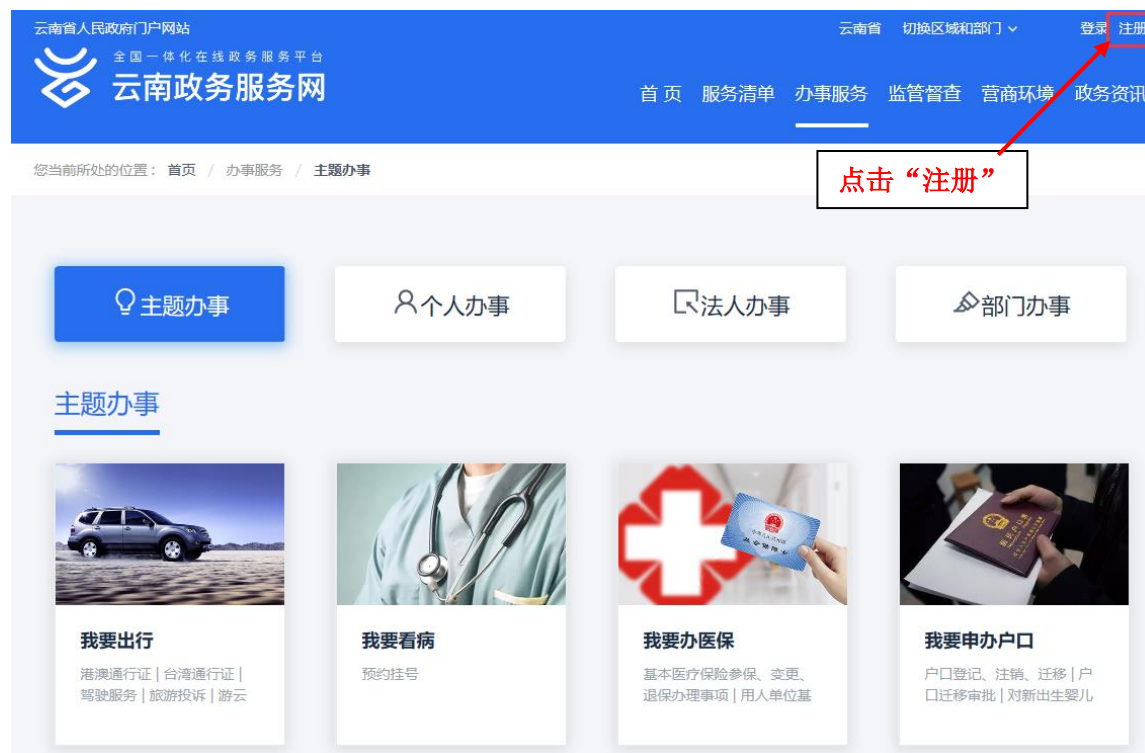 云南省人民政府门户网站
云南省 切换区域和部门 登录 注册
全国一体化在线政务服务平台
云南政务服务网
首页 服务清单 办事服务 监管督查 营商环境 政务资讯
您当前所处的位置： 首页 / 办事服务 / 主题办事
点击“注册”
主题办事 个人办事 法人办事 部门办事
主题办事
我要出行
港澳通行证 | 台湾通行证 |
驾驶服务 | 旅游投诉 | 游云
我要看病
预约挂号
我要办医保
基本医疗保险参保、变更、
退保办理事项 | 用人单位基
我要申办户口
户口登记、注销、迁移 | 户
口迁移审批 | 对新出生婴儿